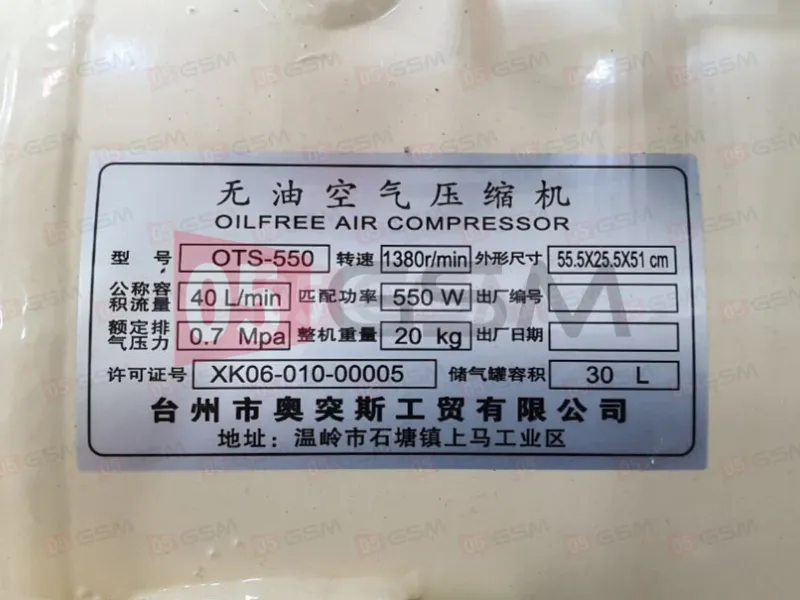 无油空气压缩机
OILFREE AIR COMPRESSOR
型号 OTS-550 转速 1380r/min 外形尺寸 55.5X25.5X51 cm
公称容积流量 40 L/min 匹配功率 550 W 出厂编号
额定排气压力 0.7 Mpa 整机重量 20 kg 出厂日期
许可证号 XK06-010-00005 储气罐容积 30 L
台州市奥突斯工贸有限公司
地址：温岭市石塘镇上马工业区
05GSM